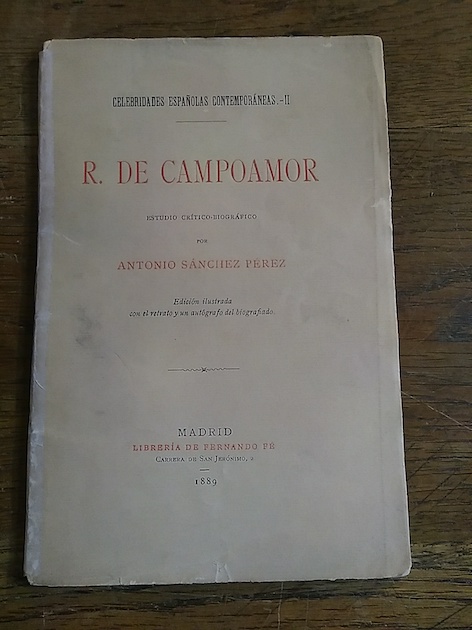 CELEBRIDADES ESPAÑOLAS CONTEMPORÁNEAS.-II
R. DE CAMPOAMOR
ESTUDIO CRÍTICO-BIOGRÁFICO
POR
ANTONIO SÁNCHEZ PÉREZ
Edición ilustrada
con el retrato y un autógrafo del biografiado.
MADRID
LIBRERÍA DE FERNANDO FÉ
CARRERA DE SAN JERÓNIMO, 2
1889